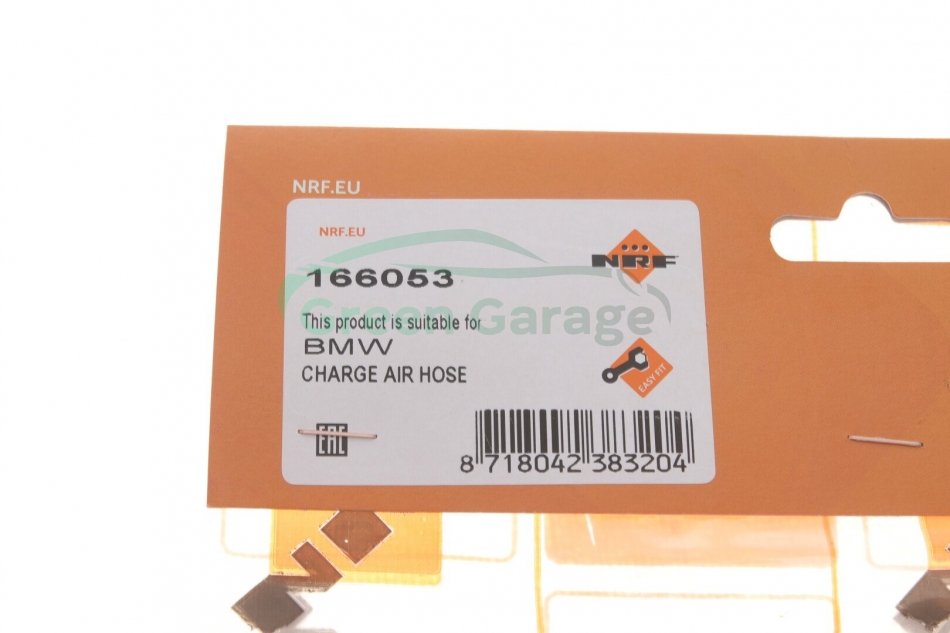 NRF.EU
NRF.EU
NRF
166053
Green Garage
This product is suitable for
BMW
CHARGE AIR HOSE
EASY FIT
EAC
8 718042 383204